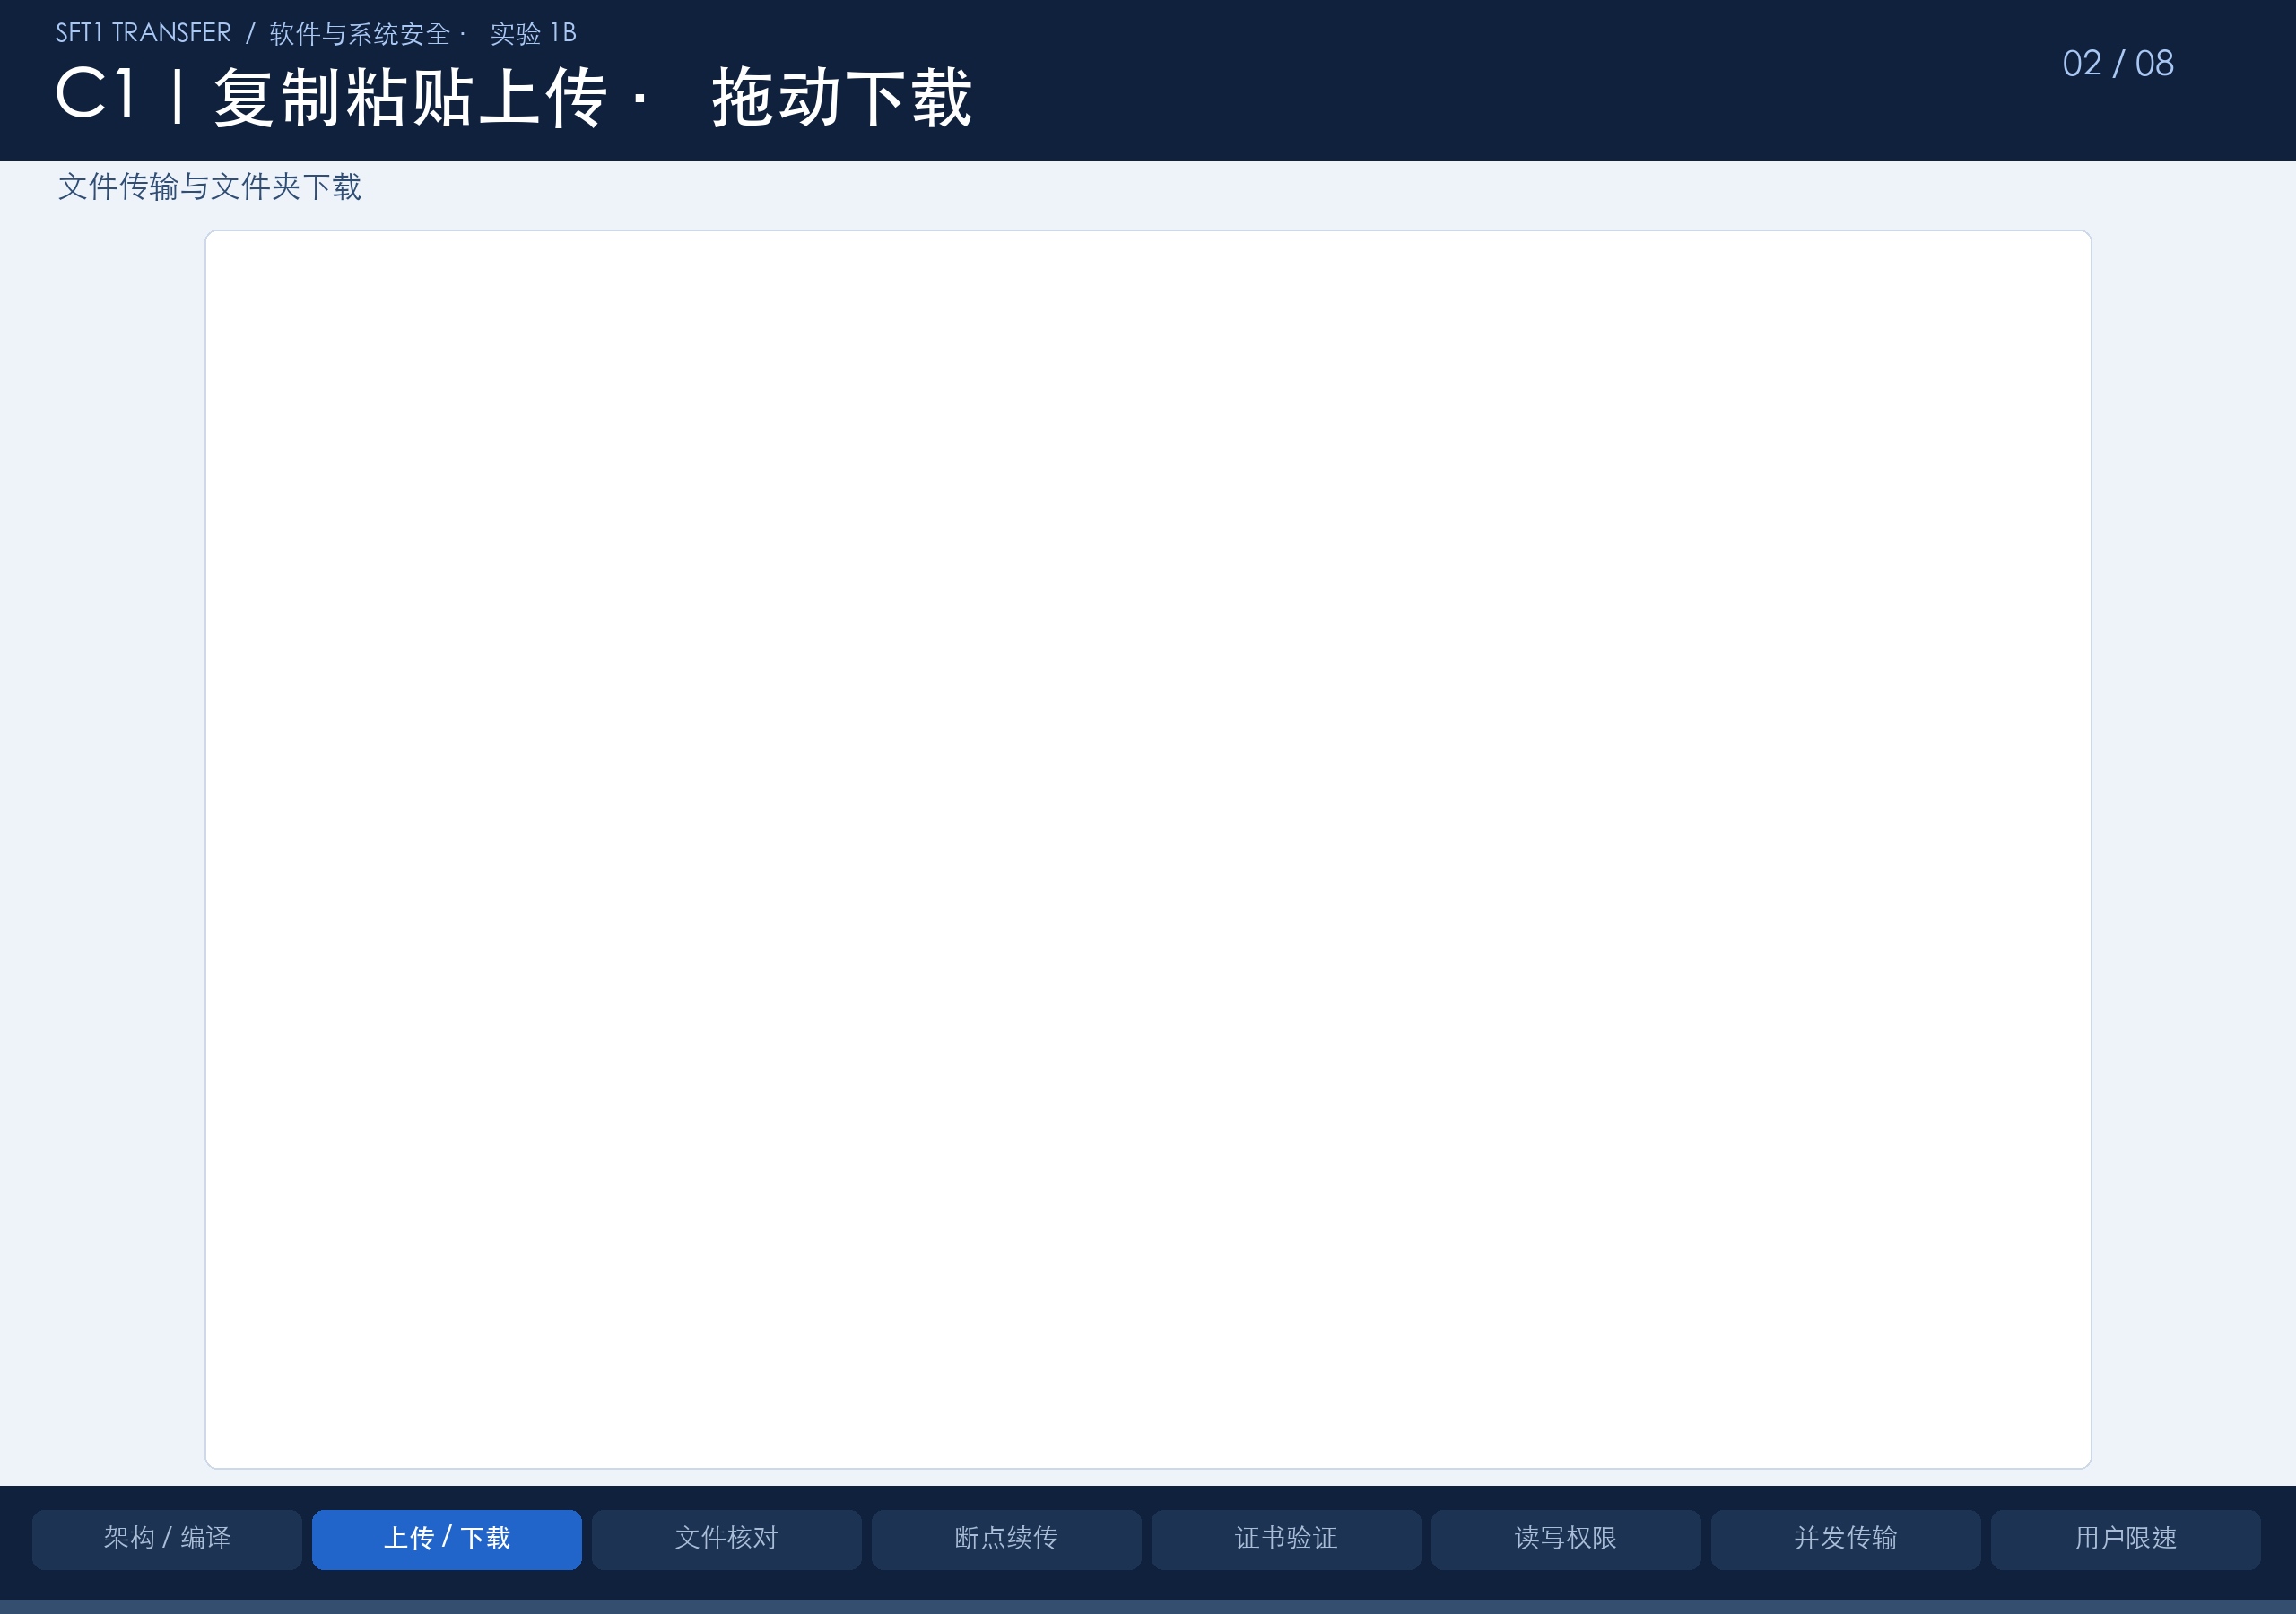 SFT1 TRANSFER / 软件与系统安全 · 实验 1B
C1 | 复制粘贴上传 · 拖动下载
02 / 08
文件传输与文件夹下载
架构 / 编译
上传 / 下载
文件核对
断点续传
证书验证
读写权限
并发传输
用户限速